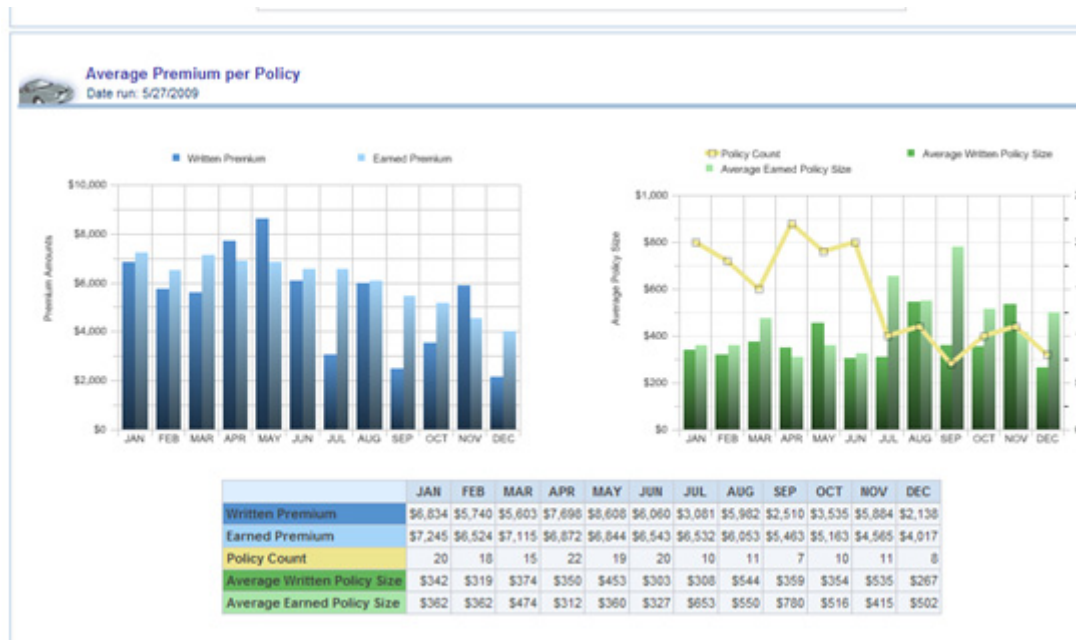 Average Premium per Policy
Date run: 5/27/2009
Written Premium Earned Premium
Policy Count Average Written Policy Size
Average Earned Policy Size
Premium Amounts
$10,000
$8,000
$6,000
$4,000
$2,000
$0
JAN FEB MAR APR MAY JUN JUL AUG SEP OCT NOV DEC
Average Policy Size
$1,000
$800
$600
$400
$200
$0
JAN FEB MAR APR MAY JUN JUL AUG SEP OCT NOV DEC
JAN FEB MAR APR MAY JUN JUL AUG SEP OCT NOV DEC
Written Premium $6,834 $5,740 $5,603 $7,698 $8,608 $6,060 $3,081 $5,982 $2,510 $3,535 $5,884 $2,138
Earned Premium $7,245 $6,524 $7,115 $6,872 $6,844 $6,543 $6,532 $6,053 $5,463 $5,163 $4,565 $4,017
Policy Count 20 18 15 22 19 20 10 11 7 10 11 8
Average Written Policy Size $342 $319 $374 $350 $453 $303 $308 $544 $359 $354 $535 $267
Average Earned Policy Size $362 $362 $474 $312 $360 $327 $653 $550 $780 $516 $415 $502